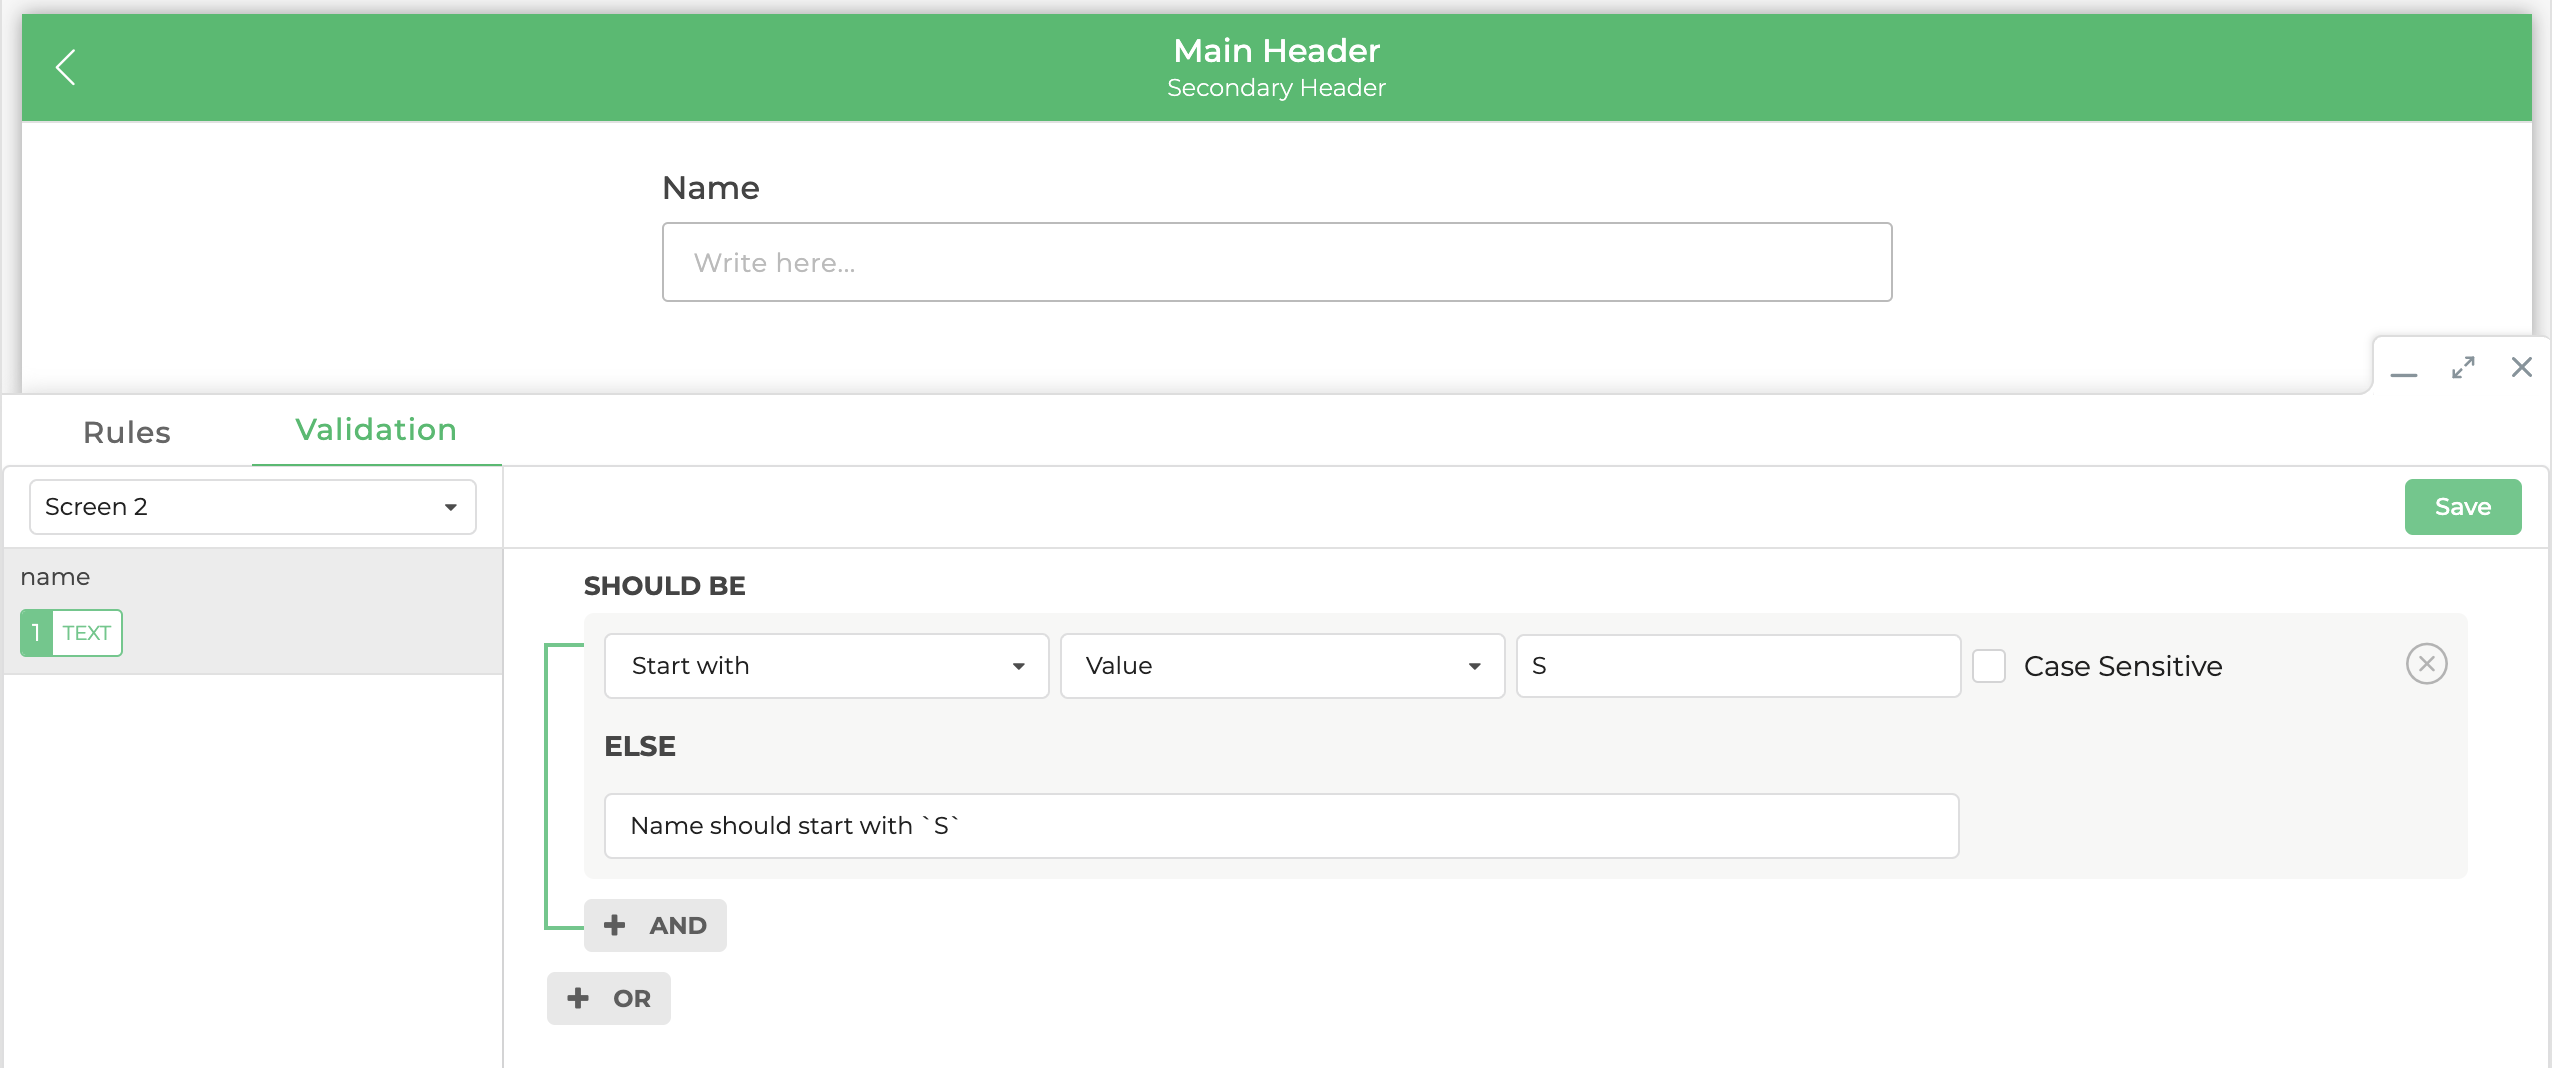 Main Header
Secondary Header
Name
Write here...
Rules Validation
Screen 2
Save
name
1 TEXT
SHOULD BE
Start with Value S Case Sensitive
ELSE
Name should start with `S`
AND
OR